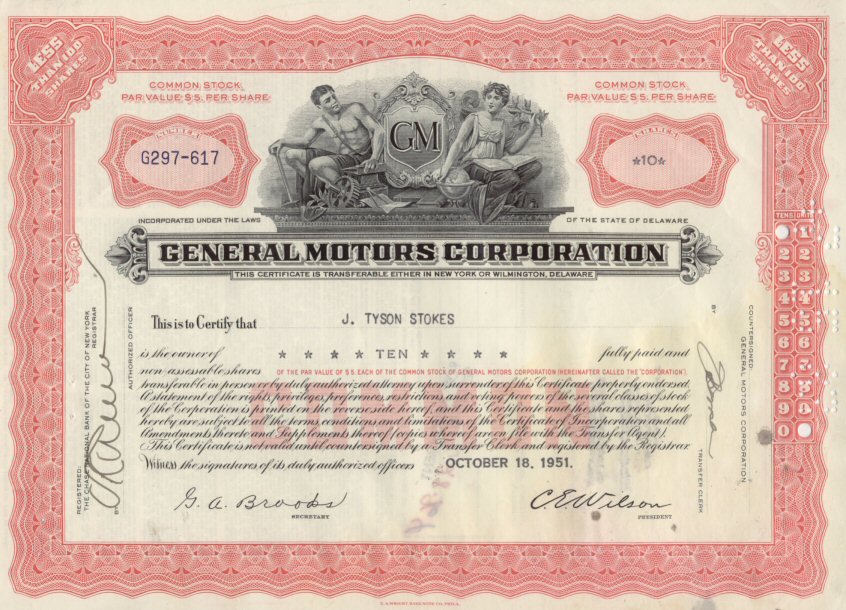 LESS THAN 100 SHARES
LESS THAN 100 SHARES
COMMON STOCK
PAR VALUE $5. PER SHARE
COMMON STOCK
PAR VALUE $5. PER SHARE
NUMBER
G297-617
GM
SHARES
*10*
INCORPORATED UNDER THE LAWS
OF THE STATE OF DELAWARE
GENERAL MOTORS CORPORATION
THIS CERTIFICATE IS TRANSFERABLE EITHER IN NEW YORK OR WILMINGTON, DELAWARE
This is to Certify that J. TYSON STOKES
is the owner of * * * * TEN * * * * fully paid and
non-assessable shares OF THE PAR VALUE OF $5. EACH OF THE COMMON STOCK OF GENERAL MOTORS CORPORATION (HEREINAFTER CALLED THE "CORPORATION"),
transferable in person or by duly authorized attorney upon surrender of this Certificate properly endorsed.
A statement of the rights, privileges, preferences, restrictions, and voting powers of the several classes of stock
of the Corporation is printed on the reverse side hereof, and this Certificate and the shares represented
hereby are subject to all the terms, conditions and limitations of the Certificate of Incorporation and all
Amendments thereto and Supplements thereof (copies whereof are on file with the Transfer Agent).
This Certificate is not valid until countersigned by a Transfer Clerk and registered by the Registrar.
Witness the signatures of its duly authorized officers OCTOBER 18, 1951.
G. A. Brooks
SECRETARY
C. E. Wilson
PRESIDENT
REGISTERED:
THE CHASE NATIONAL BANK OF THE CITY OF NEW YORK
REGISTRAR
BY
AUTHORIZED OFFICER
COUNTERSIGNED:
GENERAL MOTORS CORPORATION
BY
TRANSFER CLERK
TENS UNITS
1
2 2
3 3
4 4
5 5
6 6
7 7
8 8
9 9
0
E. A. WRIGHT BANK NOTE CO. PHILA.